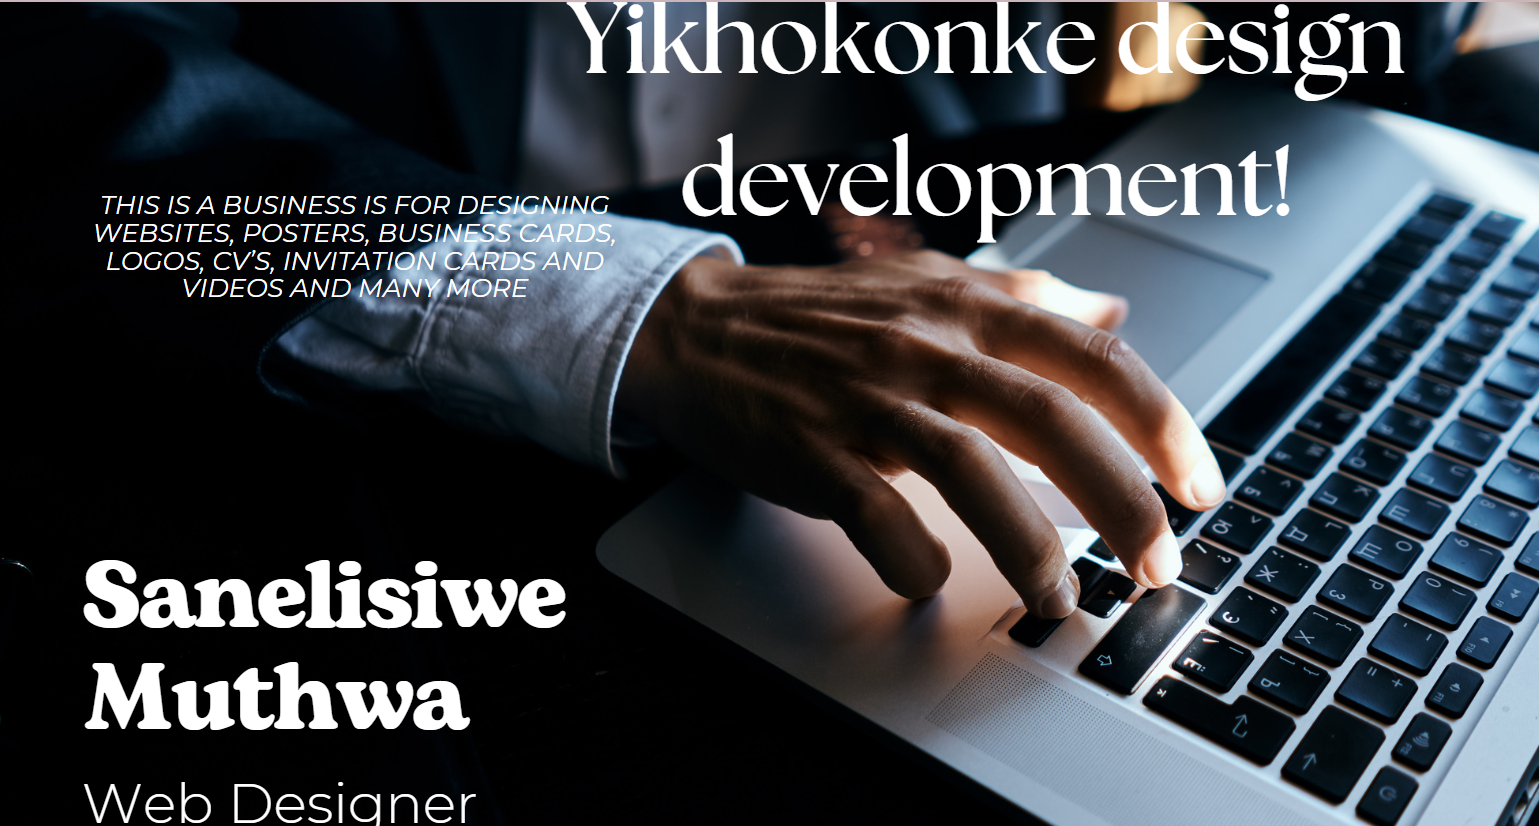 Yikhokonke design
development!
THIS IS A BUSINESS IS FOR DESIGNING
WEBSITES, POSTERS, BUSINESS CARDS,
LOGOS, CV'S, INVITATION CARDS AND
VIDEOS AND MANY MORE
Sanelisiwe
Muthwa
Web Designer